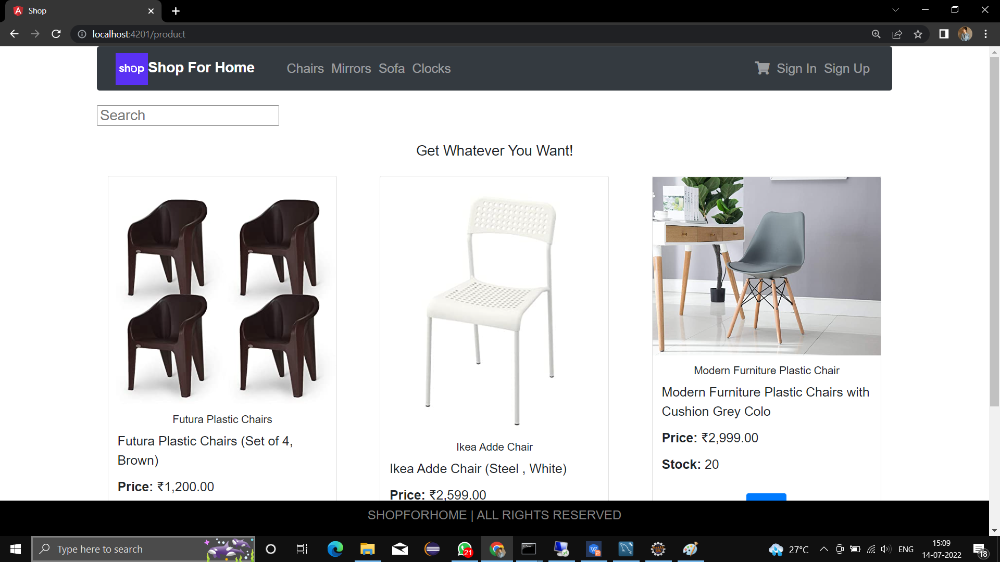 Shop
localhost:4201/product
shop Shop For Home Chairs Mirrors Sofa Clocks Sign In Sign Up
Search
Get Whatever You Want!
Futura Plastic Chairs
Futura Plastic Chairs (Set of 4,
Brown)
Price: ₹1,200.00
Ikea Adde Chair
Ikea Adde Chair (Steel , White)
Price: ₹2,599.00
Modern Furniture Plastic Chair
Modern Furniture Plastic Chairs with
Cushion Grey Colo
Price: ₹2,999.00
Stock: 20
SHOPFORHOME | ALL RIGHTS RESERVED
Type here to search
21
27°C
ENG
15:09
14-07-2022
18